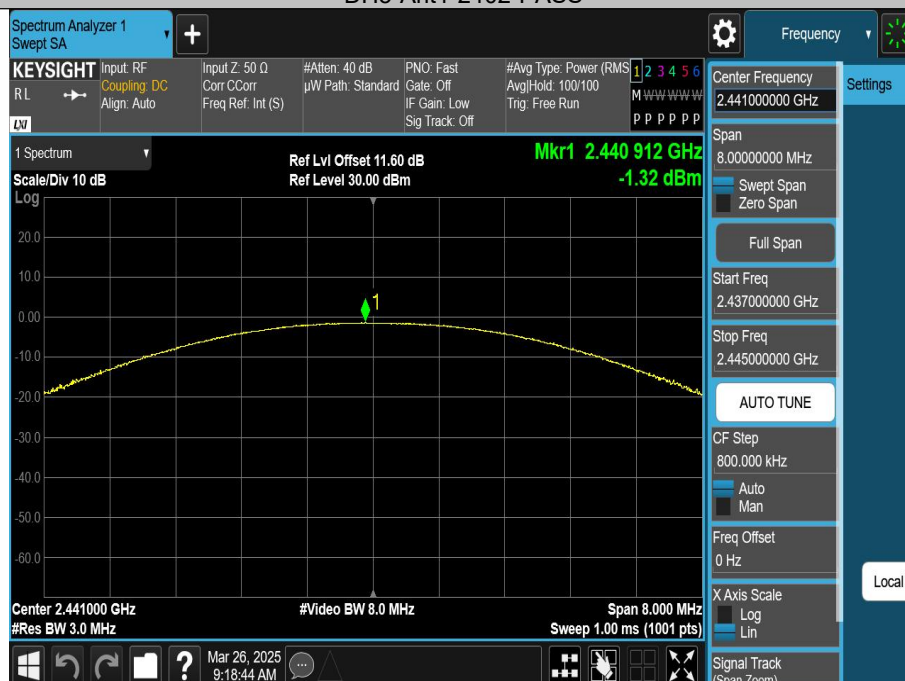 Spectrum Analyzer 1
Swept SA
Frequency
KEYSIGHT
RL
LXI
Input: RF
Coupling: DC
Align: Auto
Input Z: 50 Ω
Corr CCorr
Freq Ref: Int (S)
#Atten: 40 dB
µW Path: Standard
PNO: Fast
Gate: Off
IF Gain: Low
Sig Track: Off
#Avg Type: Power (RMS
Avg|Hold: 100/100
Trig: Free Run
1 2 3 4 5 6
M W W W W W
P P P P P P
Center Frequency
2.441000000 GHz
Settings
1 Spectrum
Scale/Div 10 dB
Log
Ref Lvl Offset 11.60 dB
Ref Level 30.00 dBm
Mkr1 2.440 912 GHz
-1.32 dBm
Span
8.00000000 MHz
Swept Span
Zero Span
Full Span
Start Freq
2.437000000 GHz
Stop Freq
2.445000000 GHz
AUTO TUNE
CF Step
800.000 kHz
Auto
Man
Freq Offset
0 Hz
X Axis Scale
Log
Lin
Local
Signal Track
(Span Zoom)
20.0
10.0
1
0.00
-10.0
-20.0
-30.0
-40.0
-50.0
-60.0
Center 2.441000 GHz
#Res BW 3.0 MHz
#Video BW 8.0 MHz
Span 8.000 MHz
Sweep 1.00 ms (1001 pts)
?
Mar 26, 2025
9:18:44 AM